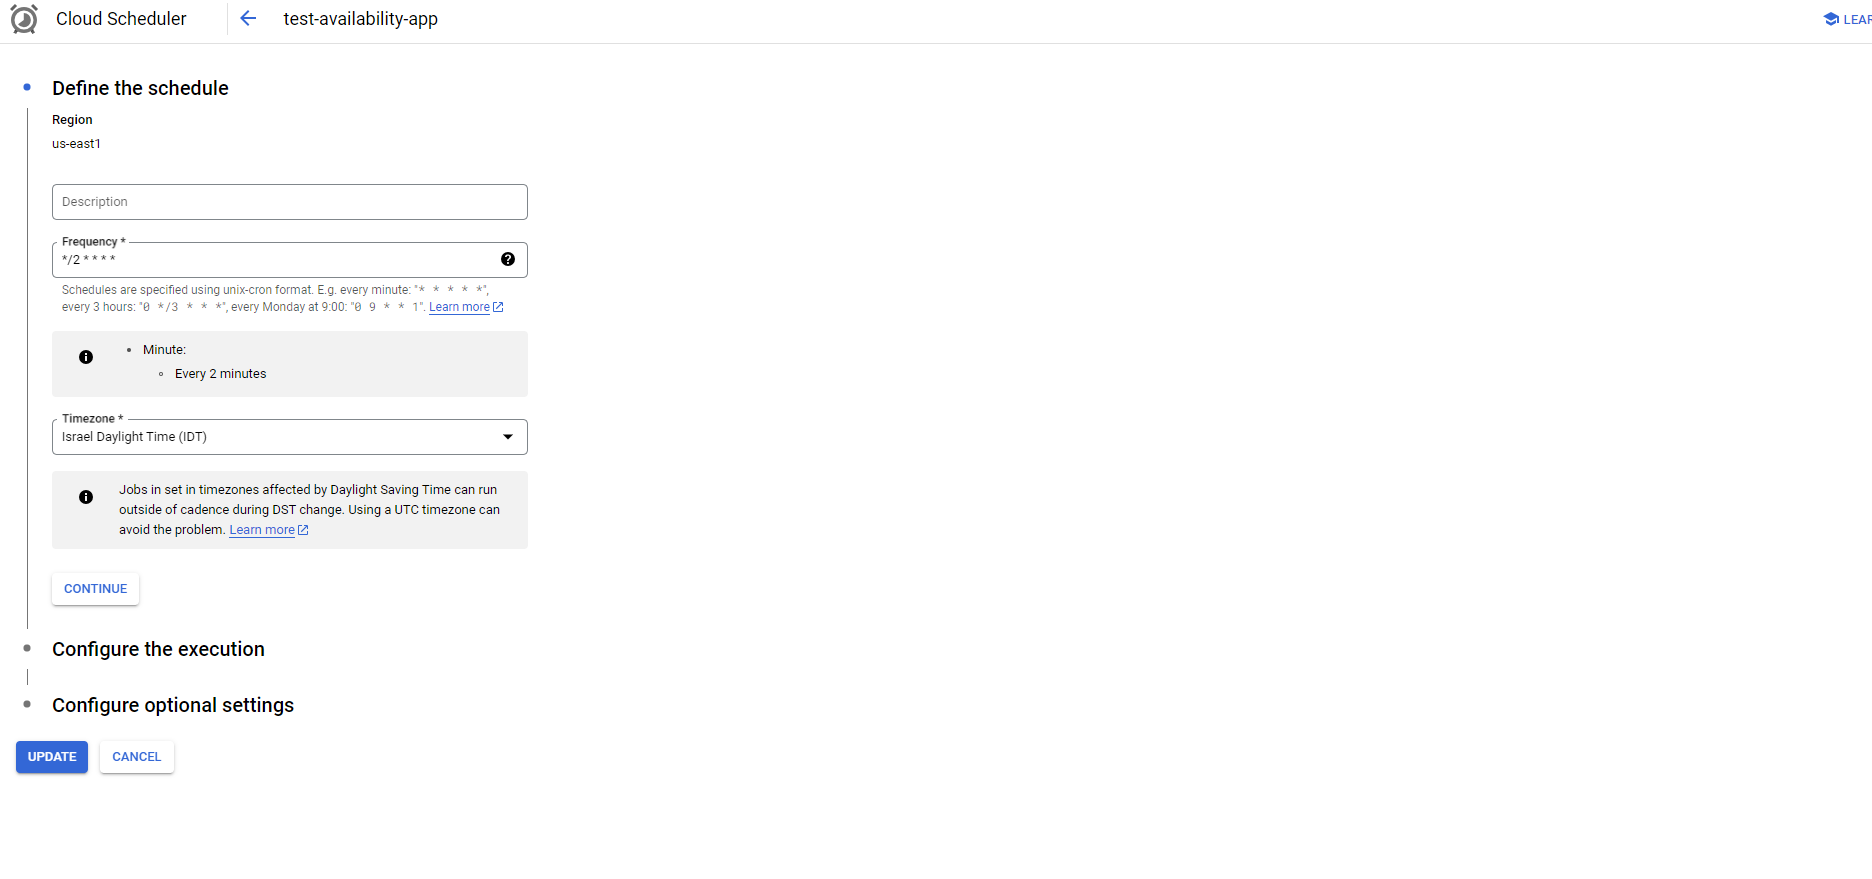 Cloud Scheduler
test-availability-app
LEAR
Define the schedule
Region
us-east1
Description
Frequency *
*/2 * * * *
Schedules are specified using unix-cron format. E.g. every minute: "* * * * *",
every 3 hours: "0 */3 * * *", every Monday at 9:00: "0 9 * * 1". Learn more
Minute:
Every 2 minutes
Timezone *
Israel Daylight Time (IDT)
Jobs in set in timezones affected by Daylight Saving Time can run
outside of cadence during DST change. Using a UTC timezone can
avoid the problem. Learn more
CONTINUE
Configure the execution
Configure optional settings
UPDATE
CANCEL